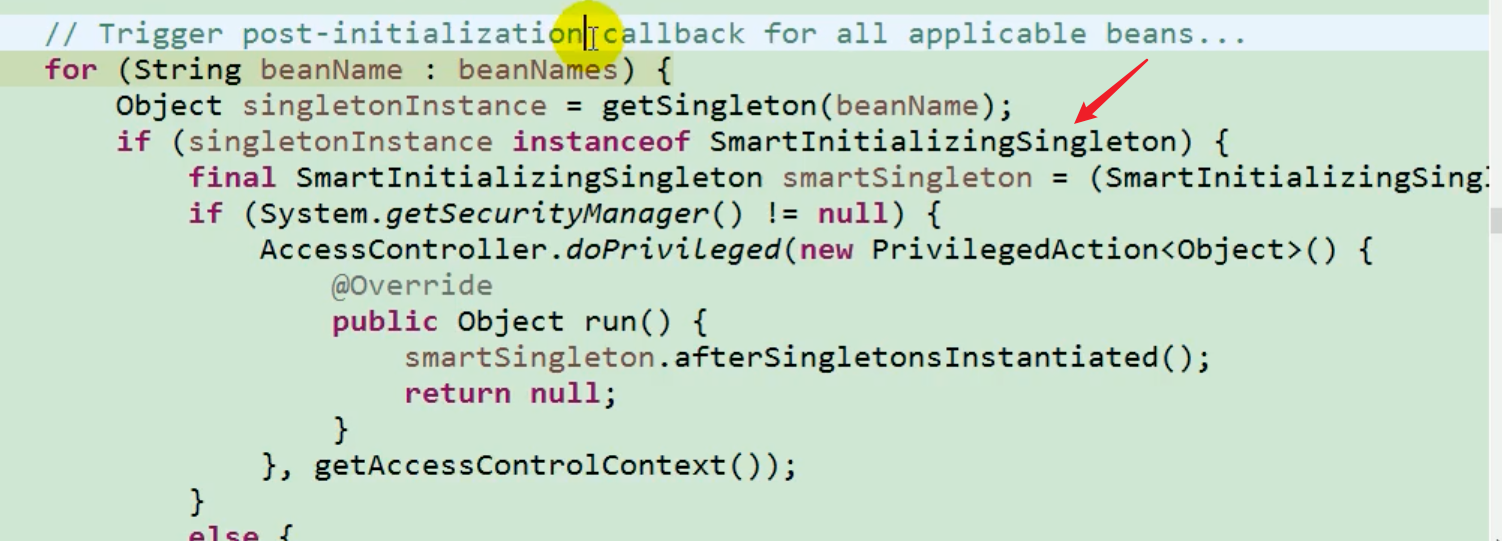 // Trigger post-initialization callback for all applicable beans...
for (String beanName : beanNames) {
Object singletonInstance = getSingleton(beanName);
if (singletonInstance instanceof SmartInitializingSingleton) {
final SmartInitializingSingleton smartSingleton = (SmartInitializingSingl
if (System.getSecurityManager() != null) {
AccessController.doPrivileged(new PrivilegedAction<Object>() {
@Override
public Object run() {
smartSingleton.afterSingletonsInstantiated();
return null;
}
}, getAccessControlContext());
}
else {